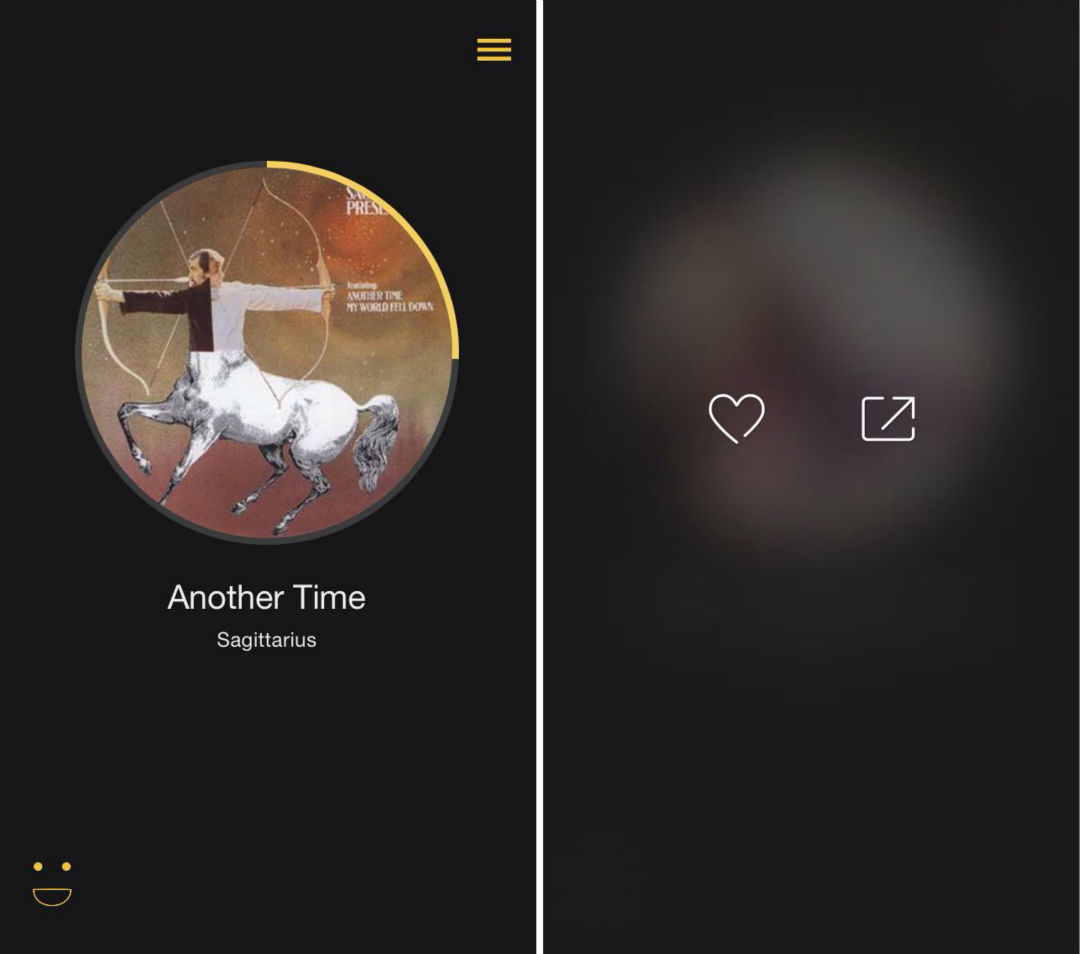 PRESE
featuring:
ANOTHER TIME
MY WORLD FELL DOWN
Another Time
Sagittarius